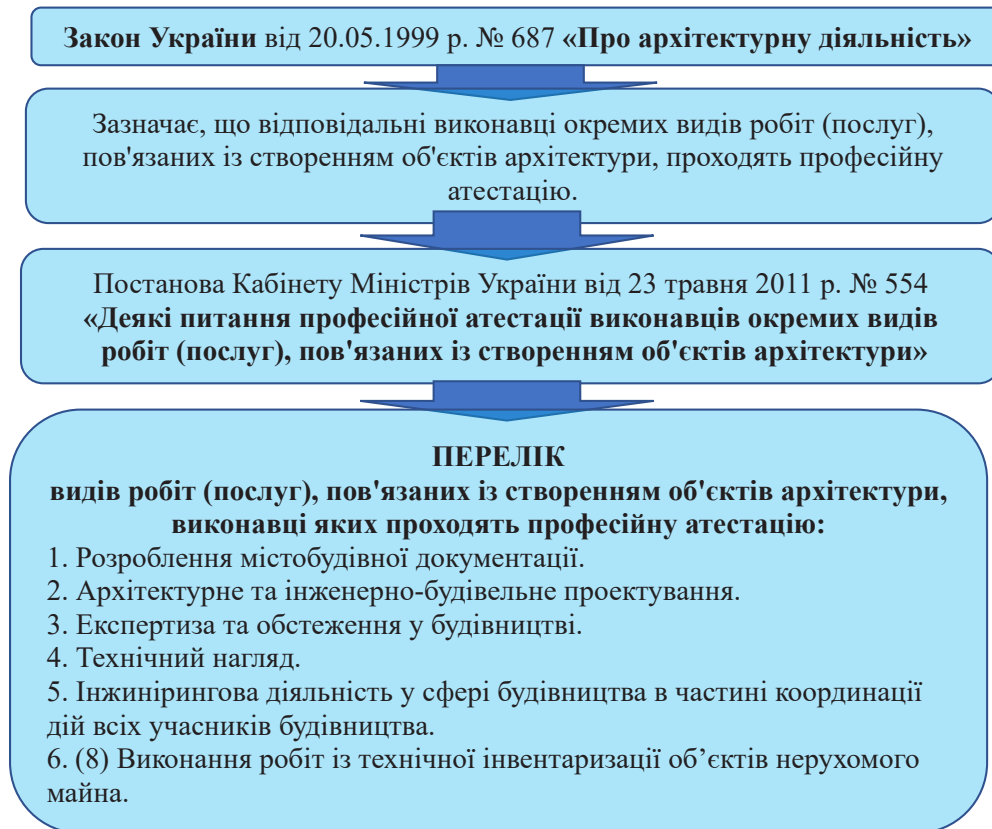 Закон України від 20.05.1999 р. № 687 «Про архітектурну діяльність»
Зазначає, що відповідальні виконавці окремих видів робіт (послуг),
пов'язаних із створенням об'єктів архітектури, проходять професійну
атестацію.
Постанова Кабінету Міністрів України від 23 травня 2011 р. № 554
«Деякі питання професійної атестації виконавців окремих видів
робіт (послуг), пов'язаних із створенням об'єктів архітектури»
ПЕРЕЛІК
видів робіт (послуг), пов'язаних із створенням об'єктів архітектури,
виконавці яких проходять професійну атестацію:
1. Розроблення містобудівної документації.
2. Архітектурне та інженерно-будівельне проектування.
3. Експертиза та обстеження у будівництві.
4. Технічний нагляд.
5. Інжинірингова діяльність у сфері будівництва в частині координації
дій всіх учасників будівництва.
6. (8) Виконання робіт із технічної інвентаризації об’єктів нерухомого
майна.